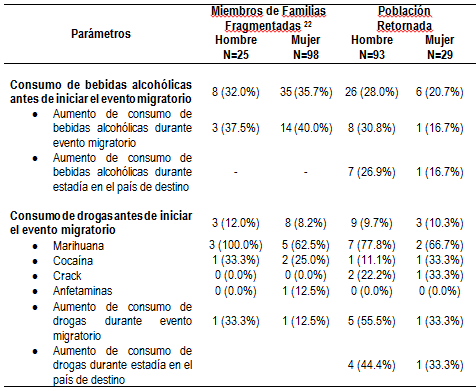 Parámetros
Miembros de Familias Fragmentadas 22
Población Retornada
Hombre N=25
Mujer N=98
Hombre N=93
Mujer N=29
Consumo de bebidas alcohólicas antes de iniciar el evento migratorio 8 (32.0%) 35 (35.7%) 26 (28.0%) 6 (20.7%)
● Aumento de consumo de bebidas alcohólicas durante evento migratorio 3 (37.5%) 14 (40.0%) 8 (30.8%) 1 (16.7%)
● Aumento de consumo de bebidas alcohólicas durante estadía en el país de destino - - 7 (26.9%) 1 (16.7%)
Consumo de drogas antes de iniciar el evento migratorio 3 (12.0%) 8 (8.2%) 9 (9.7%) 3 (10.3%)
● Marihuana 3 (100.0%) 5 (62.5%) 7 (77.8%) 2 (66.7%)
● Cocaína 1 (33.3%) 2 (25.0%) 1 (11.1%) 1 (33.3%)
● Crack 0 (0.0%) 0 (0.0%) 2 (22.2%) 1 (33.3%)
● Anfetaminas 0 (0.0%) 1 (12.5%) 0 (0.0%) 0 (0.0%)
● Aumento de consumo de drogas durante evento migratorio 1 (33.3%) 1 (12.5%) 5 (55.5%) 1 (33.3%)
● Aumento de consumo de drogas durante estadía en el país de destino 4 (44.4%) 1 (33.3%)